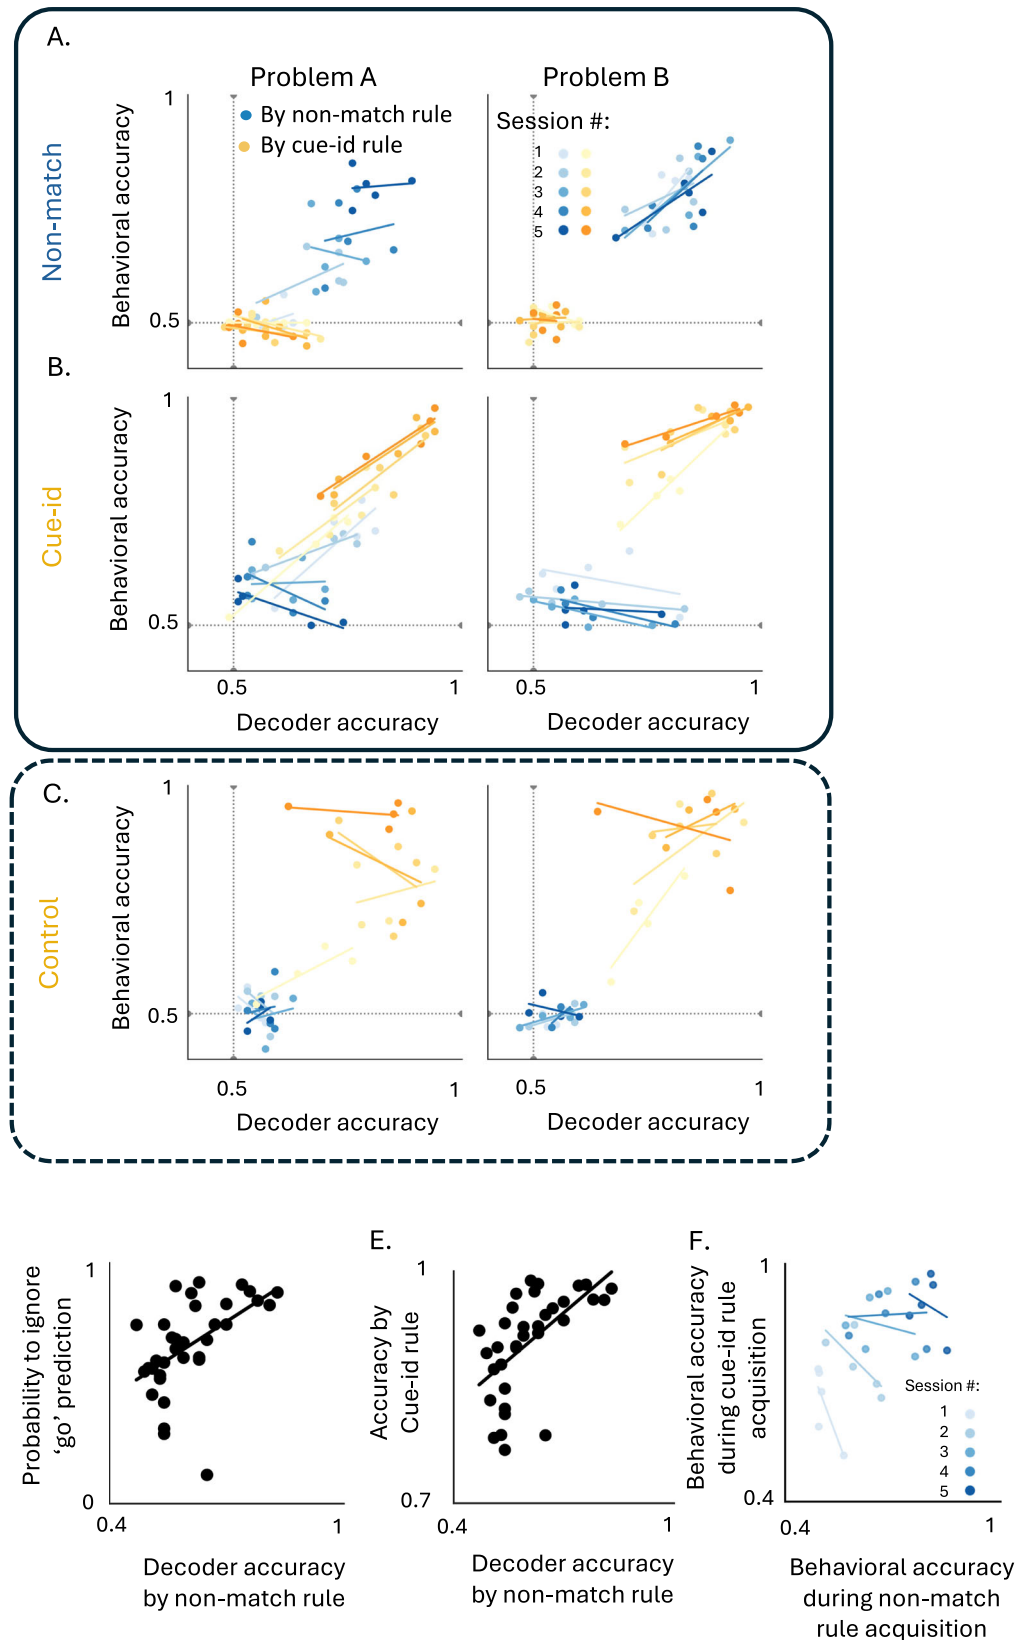 A.
Problem A
Problem B
Non-match
Behavioral accuracy
1
0.5
By non-match rule
By cue-id rule
Session #:
1
2
3
4
5
B.
Cue-id
Behavioral accuracy
1
0.5
0.5
1
0.5
1
Decoder accuracy
Decoder accuracy
C.
Control
Behavioral accuracy
1
0.5
0.5
1
0.5
1
Decoder accuracy
Decoder accuracy
Probability to ignore
‘go’ prediction
1
0
0.4
1
Decoder accuracy
by non-match rule
E.
Accuracy by
Cue-id rule
1
0.7
0.4
1
Decoder accuracy
by non-match rule
F.
Behavioral accuracy
during cue-id rule
acquisition
1
0.4
Session #:
1
2
3
4
5
0.4
1
Behavioral accuracy
during non-match
rule acquisition